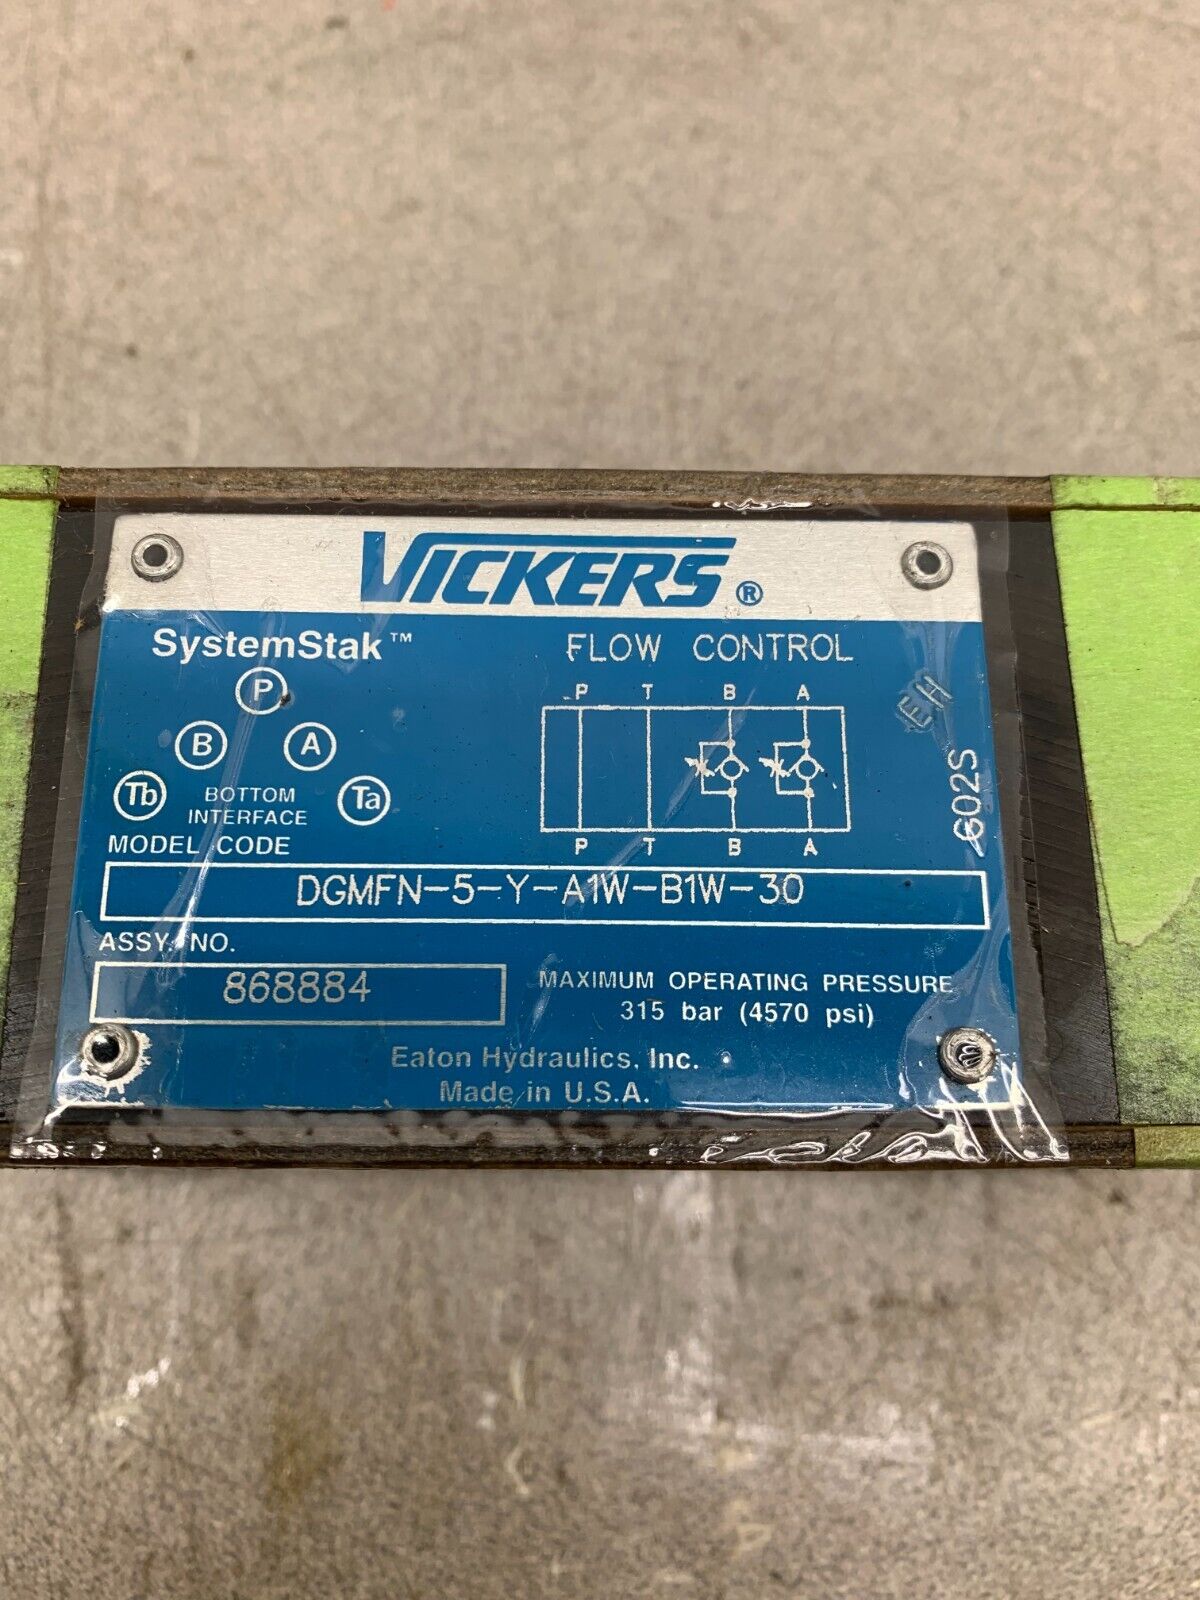 VICKERS ®
SystemStak™
FLOW CONTROL
P
B A
Tb Ta
BOTTOM
INTERFACE
P T B A
P T B A
EH
602S
MODEL CODE
DGMFN-5-Y-A1W-B1W-30
ASSY. NO.
868884
MAXIMUM OPERATING PRESSURE
315 bar (4570 psi)
Eaton Hydraulics, Inc.
Made in U.S.A.